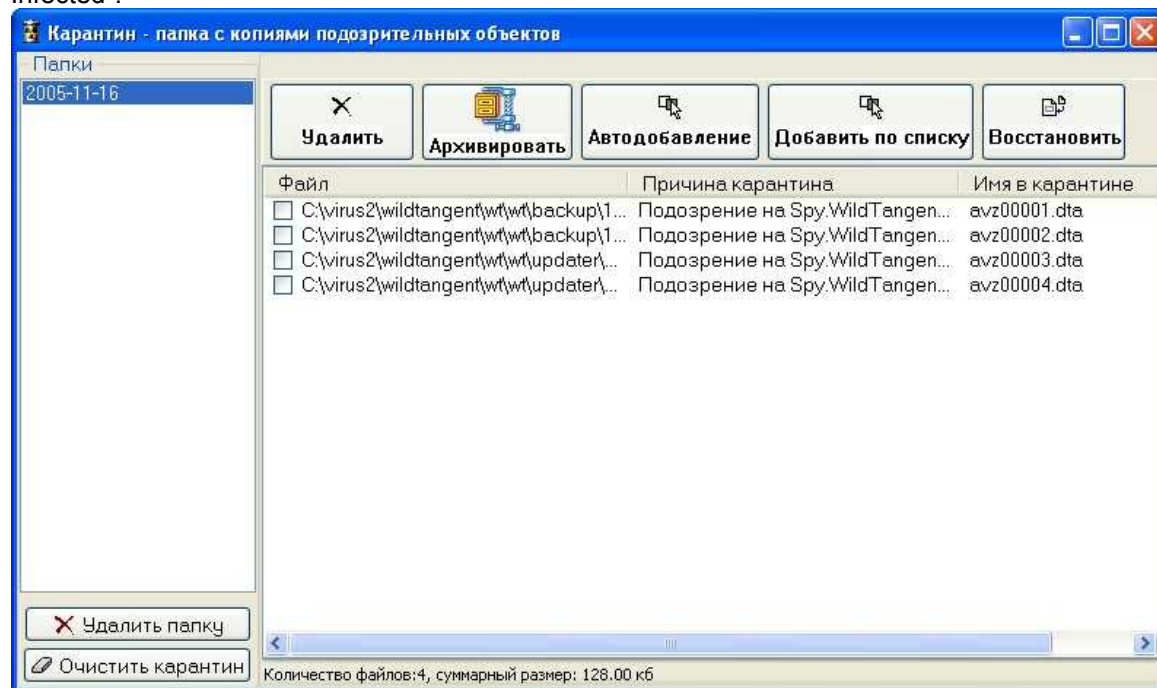 Карантин - папка с копиями подозрительных объектов
Папки
2005-11-16
Удалить
Архивировать
Автодобавление
Добавить по списку
Восстановить
Файл Причина карантина Имя в карантине
C:\virus2\wildtangent\wt\wt\backup\1... Подозрение на Spy.WildTangen... avz00001.dta
C:\virus2\wildtangent\wt\wt\backup\1... Подозрение на Spy.WildTangen... avz00002.dta
C:\virus2\wildtangent\wt\wt\updater\... Подозрение на Spy.WildTangen... avz00003.dta
C:\virus2\wildtangent\wt\wt\updater\... Подозрение на Spy.WildTangen... avz00004.dta
Удалить папку
Очистить карантин
Количество файлов:4, суммарный размер: 128.00 кб